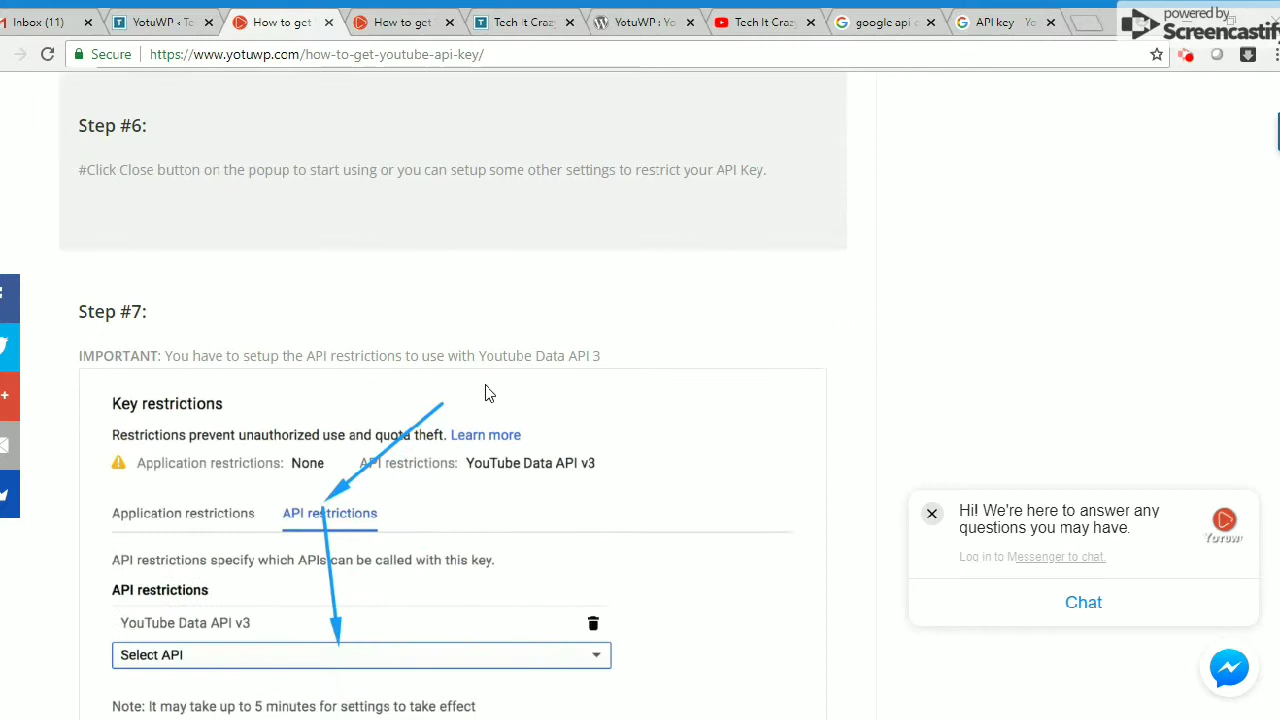 Inbox (11)
YotuWP ‹ T
How to get
How to get
Tech It Craz
YotuWP : Yo
Tech It Craz
google api c
API key Yo
powered by
Screencastify
Secure
https://www.yotuwp.com/how-to-get-youtube-api-key/
Step #6:
#Click Close button on the popup to start using or you can setup some other settings to restrict your API Key.
Step #7:
IMPORTANT: You have to setup the API restrictions to use with Youtube Data API 3
Key restrictions
Restrictions prevent unauthorized use and quota theft. Learn more
Application restrictions: None API restrictions: YouTube Data API v3
Application restrictions API restrictions
API restrictions specify which APIs can be called with this key.
API restrictions
YouTube Data API v3
Select API
Note: It may take up to 5 minutes for settings to take effect
Hi! We're here to answer any
questions you may have.
YOTUWP
Log in to Messenger to chat.
Chat